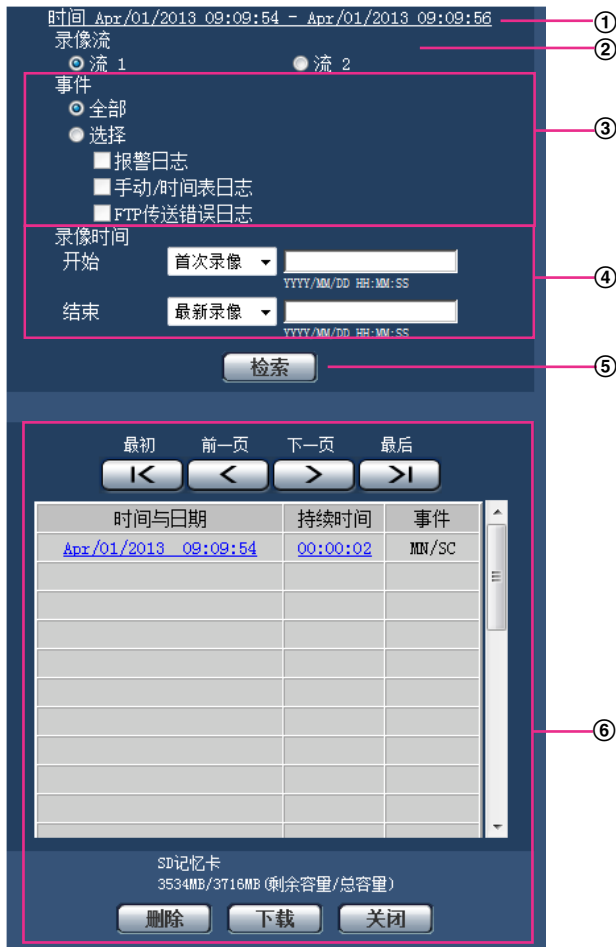 时间 Apr/01/2013 09:09:54 - Apr/01/2013 09:09:56 ①
录像流 ②
流 1 流 2
事件
全部
选择 ③
报警日志
手动/时间表日志
FTP传送错误日志
录像时间
开始 首次录像
YYYY/MM/DD HH:MM:SS ④
结束 最新录像
YYYY/MM/DD HH:MM:SS
检索 ⑤
最初 前一页 下一页 最后
时间与日期 持续时间 事件
Apr/01/2013 09:09:54 00:00:02 MN/SC
⑥
SD记忆卡
3534MB/3716MB(剩余容量/总容量)
删除 下载 关闭